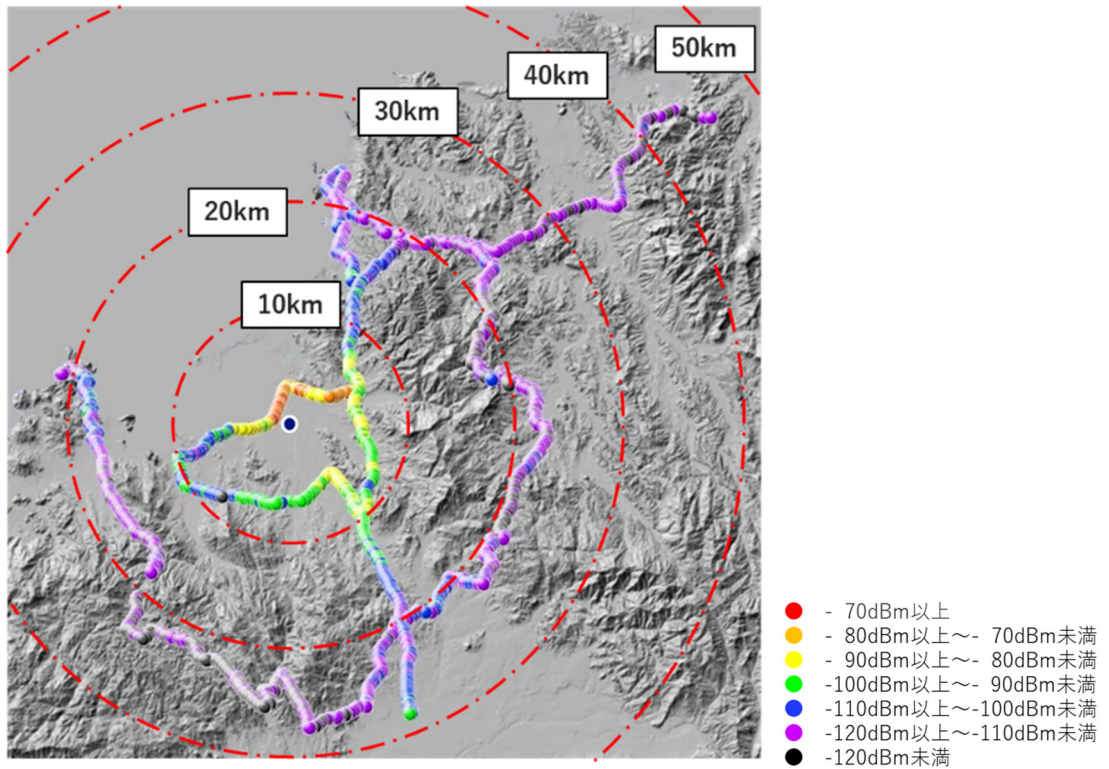 50km
40km
30km
20km
10km
- 70dBm以上
- 80dBm以上～- 70dBm未満
- 90dBm以上～- 80dBm未満
-100dBm以上～- 90dBm未満
-110dBm以上～-100dBm未満
-120dBm以上～-110dBm未満
-120dBm未満